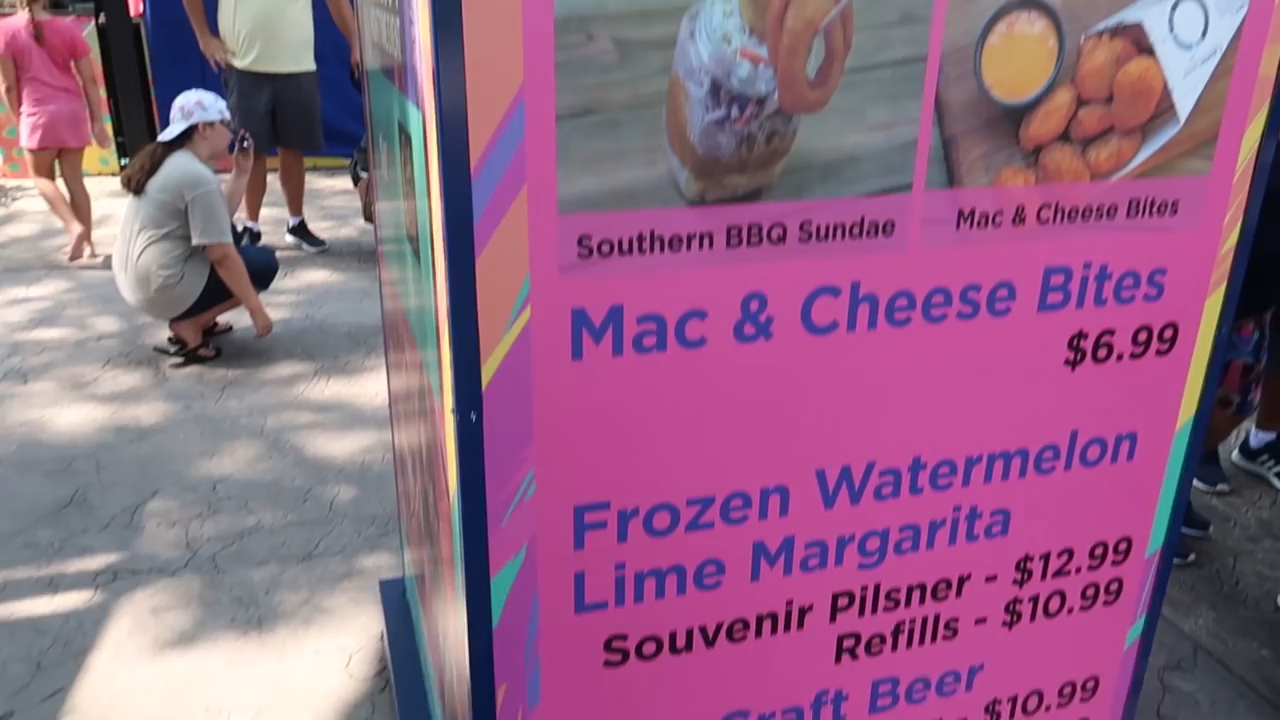 Southern BBQ Sundae
Mac & Cheese Bites
Mac & Cheese Bites
$6.99
Frozen Watermelon
Lime Margarita
Souvenir Pilsner - $12.99
Refills - $10.99
Craft Beer
- $10.99